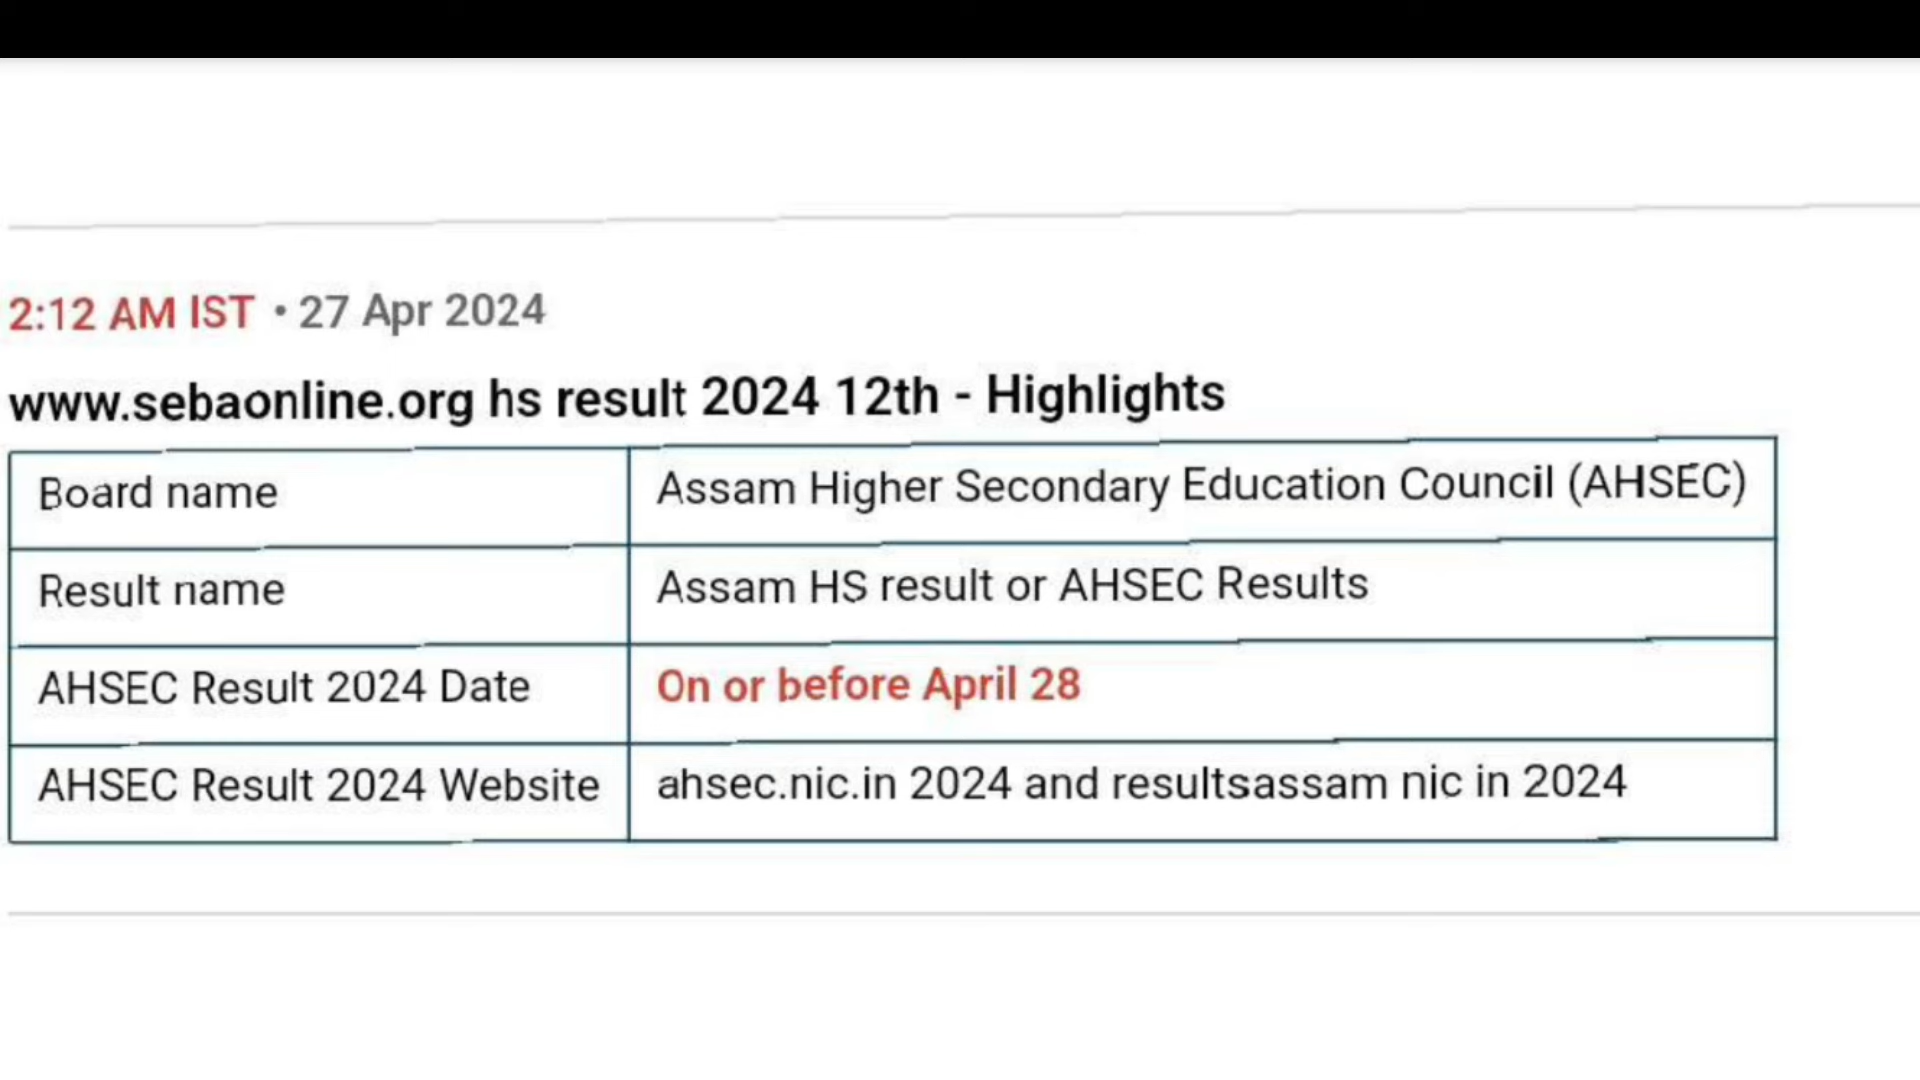 2:12 AM IST • 27 Apr 2024
www.sebaonline.org hs result 2024 12th - Highlights
Board name Assam Higher Secondary Education Council (AHSEC)
Result name Assam HS result or AHSEC Results
AHSEC Result 2024 Date On or before April 28
AHSEC Result 2024 Website ahsec.nic.in 2024 and resultsassam nic in 2024